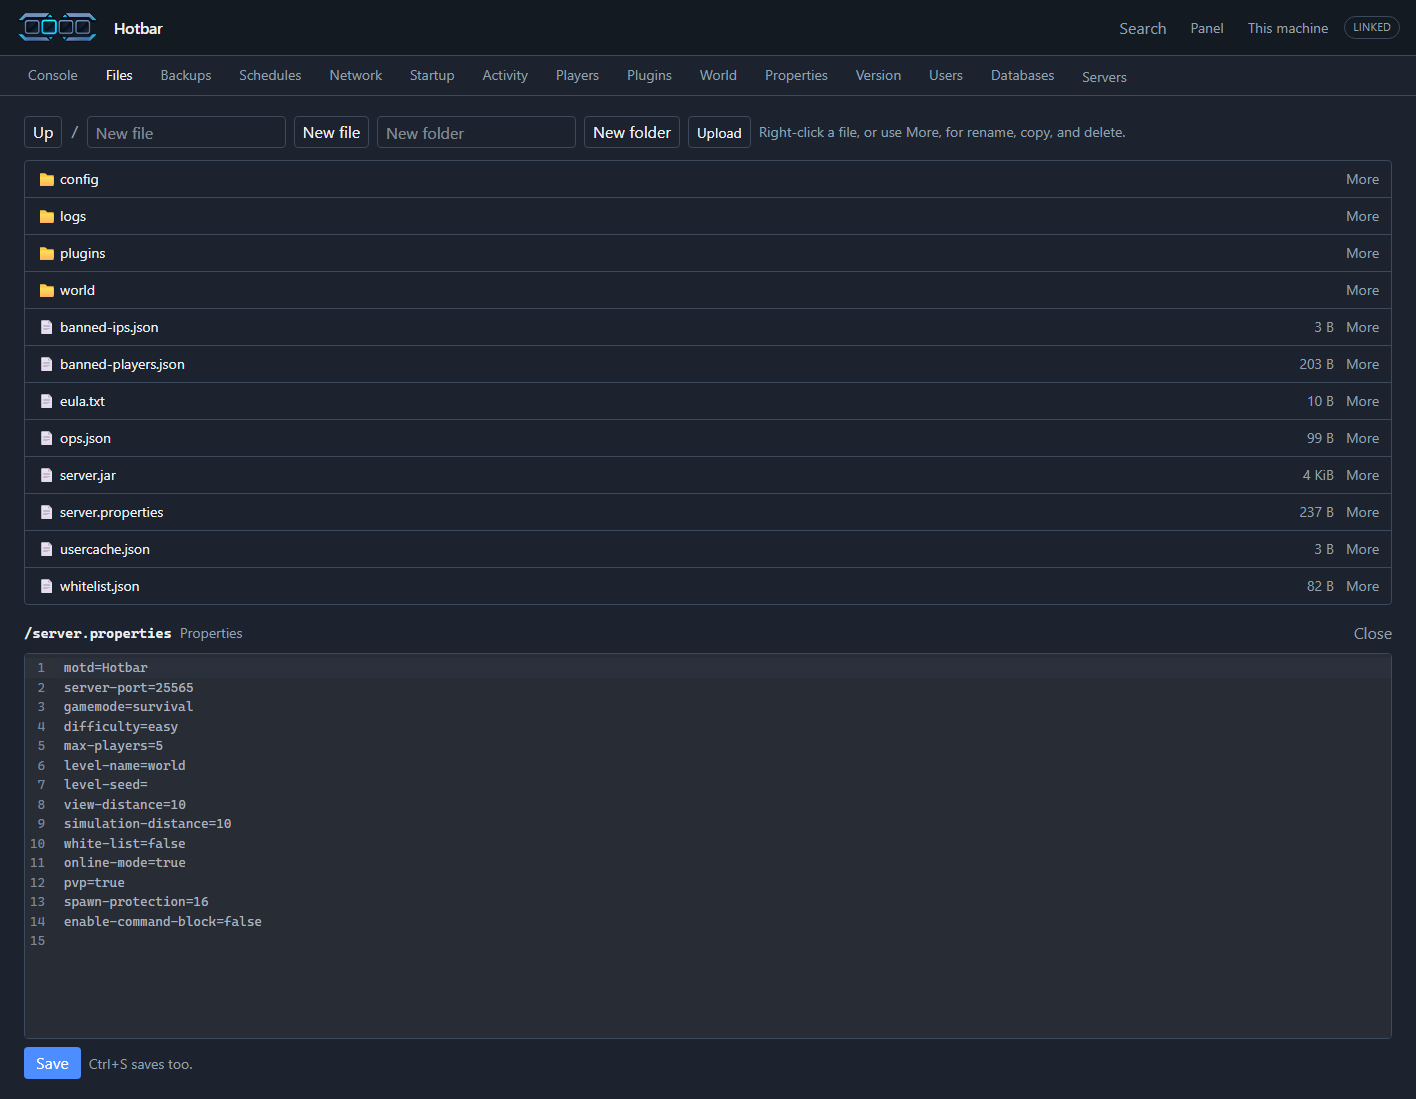 Hotbar Search Panel This machine LINKED
Console Files Backups Schedules Network Startup Activity Players Plugins World Properties Version Users Databases Servers
Up / New file New file New folder New folder Upload Right-click a file, or use More, for rename, copy, and delete.
config More
logs More
plugins More
world More
banned-ips.json 3 B More
banned-players.json 203 B More
eula.txt 10 B More
ops.json 99 B More
server.jar 4 KiB More
server.properties 237 B More
usercache.json 3 B More
whitelist.json 82 B More
/server.properties Properties Close
1 motd=Hotbar
2 server-port=25565
3 gamemode=survival
4 difficulty=easy
5 max-players=5
6 level-name=world
7 level-seed=
8 view-distance=10
9 simulation-distance=10
10 white-list=false
11 online-mode=true
12 pvp=true
13 spawn-protection=16
14 enable-command-block=false
15
Save Ctrl+S saves too.